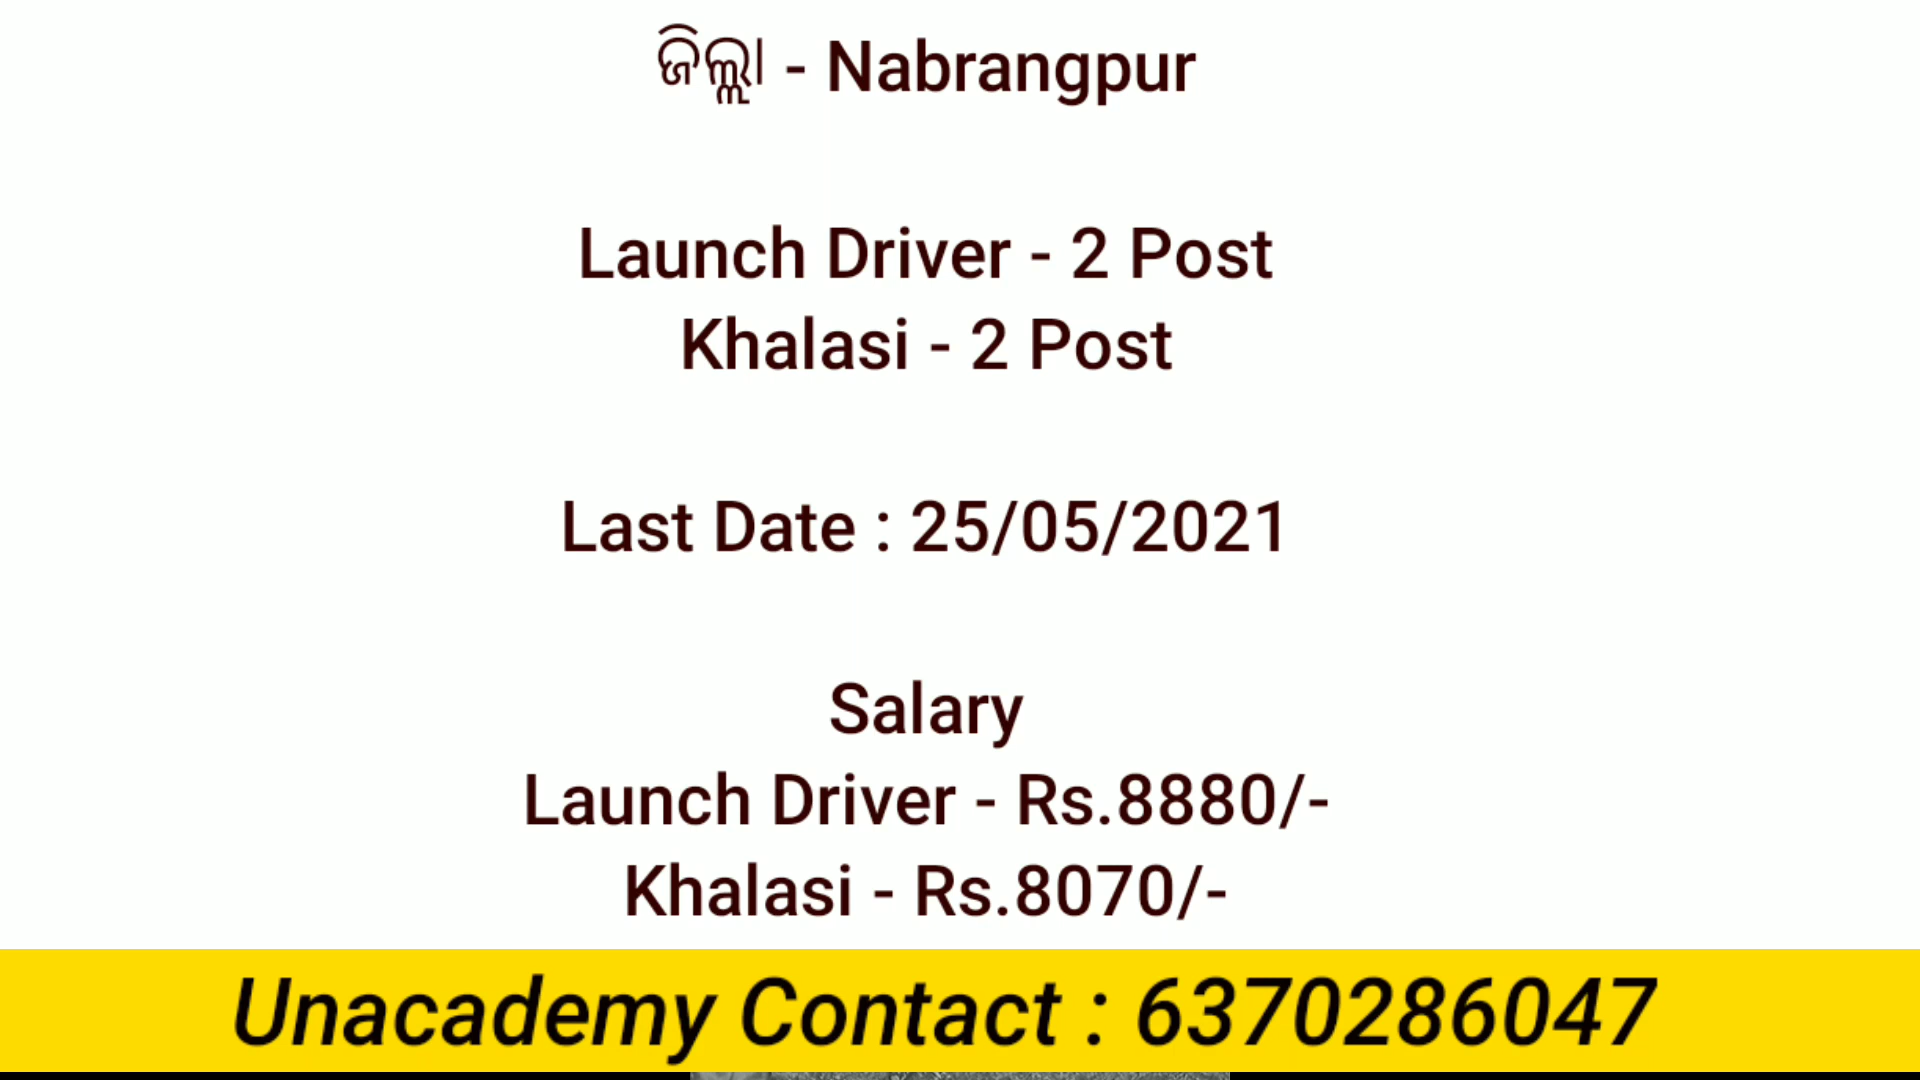 ଜିଲ୍ଲା - Nabrangpur
Launch Driver - 2 Post
Khalasi - 2 Post
Last Date : 25/05/2021
Salary
Launch Driver - Rs.8880/-
Khalasi - Rs.8070/-
Unacademy Contact : 6370286047